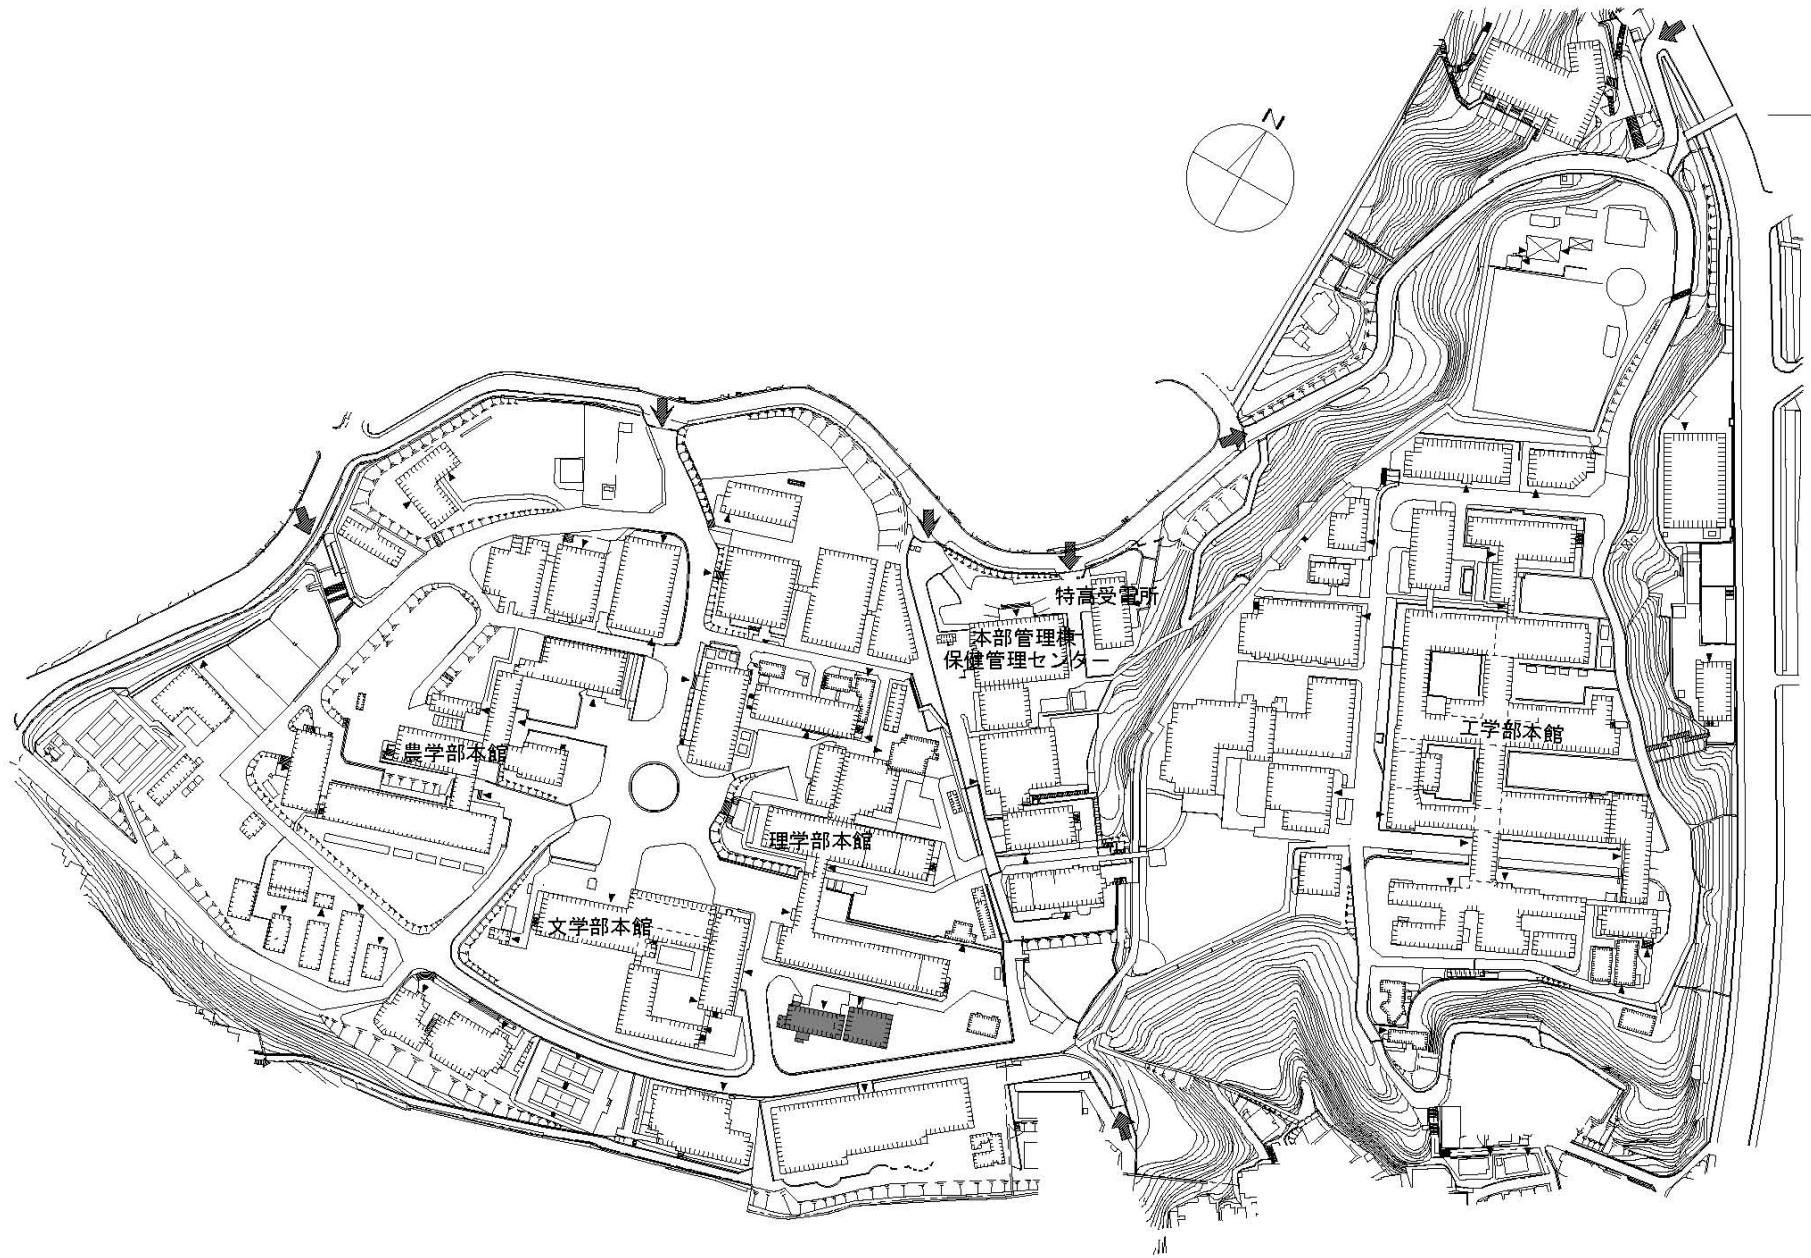 N
特高受電所
本部管理棟
保健管理センター
工学部本館
農学部本館
理学部本館
文学部本館